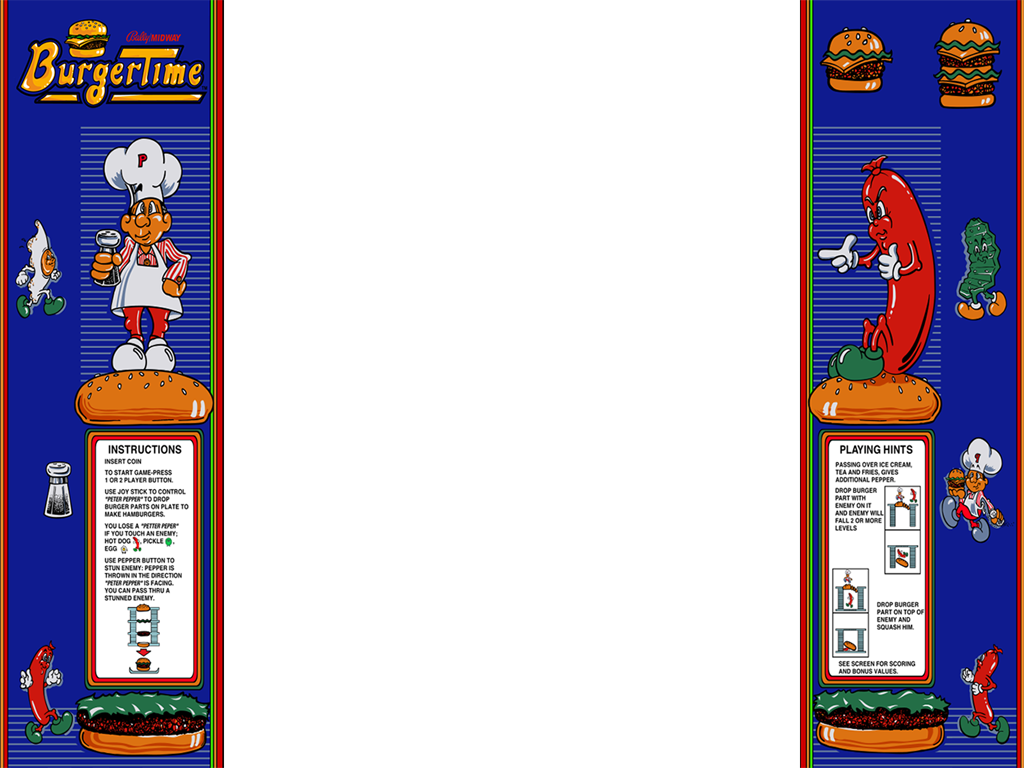 Bally/MIDWAY
BurgerTime
P
INSTRUCTIONS
INSERT COIN
TO START GAME-PRESS
1 OR 2 PLAYER BUTTON.
USE JOY STICK TO CONTROL
"PETER PEPPER" TO DROP
BURGER PARTS ON PLATE TO
MAKE HAMBURGERS.
YOU LOSE A "PETTER PEPER"
IF YOU TOUCH AN ENEMY;
HOT DOG , PICKLE ,
EGG
USE PEPPER BUTTON TO
STUN ENEMY: PEPPER IS
THROWN IN THE DIRECTION
"PETER PEPPER" IS FACING.
YOU CAN PASS THRU A
STUNNED ENEMY.
PLAYING HINTS
PASSING OVER ICE CREAM,
TEA AND FRIES, GIVES
ADDITIONAL PEPPER.
DROP BURGER
PART WITH
ENEMY ON IT
AND ENEMY WILL
FALL 2 OR MORE
LEVELS
DROP BURGER
PART ON TOP OF
ENEMY AND
SQUASH HIM.
SEE SCREEN FOR SCORING
AND BONUS VALUES.